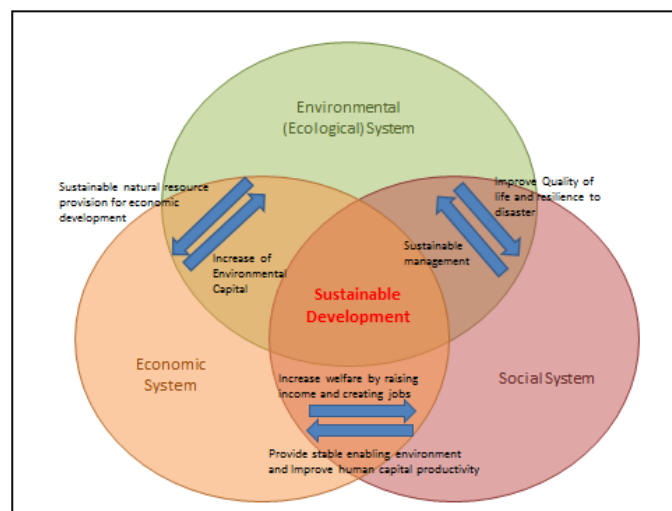 Environmental
(Ecological) System
Sustainable natural resource
provision for economic
development
Improve Quality of
life and resilience to
disaster
Increase of
Environmental
Capital
Sustainable
management
Sustainable
Development
Economic
System
Social System
Increase welfare by raising
income and creating jobs
Provide stable enabling environment
and Improve human capital productivity